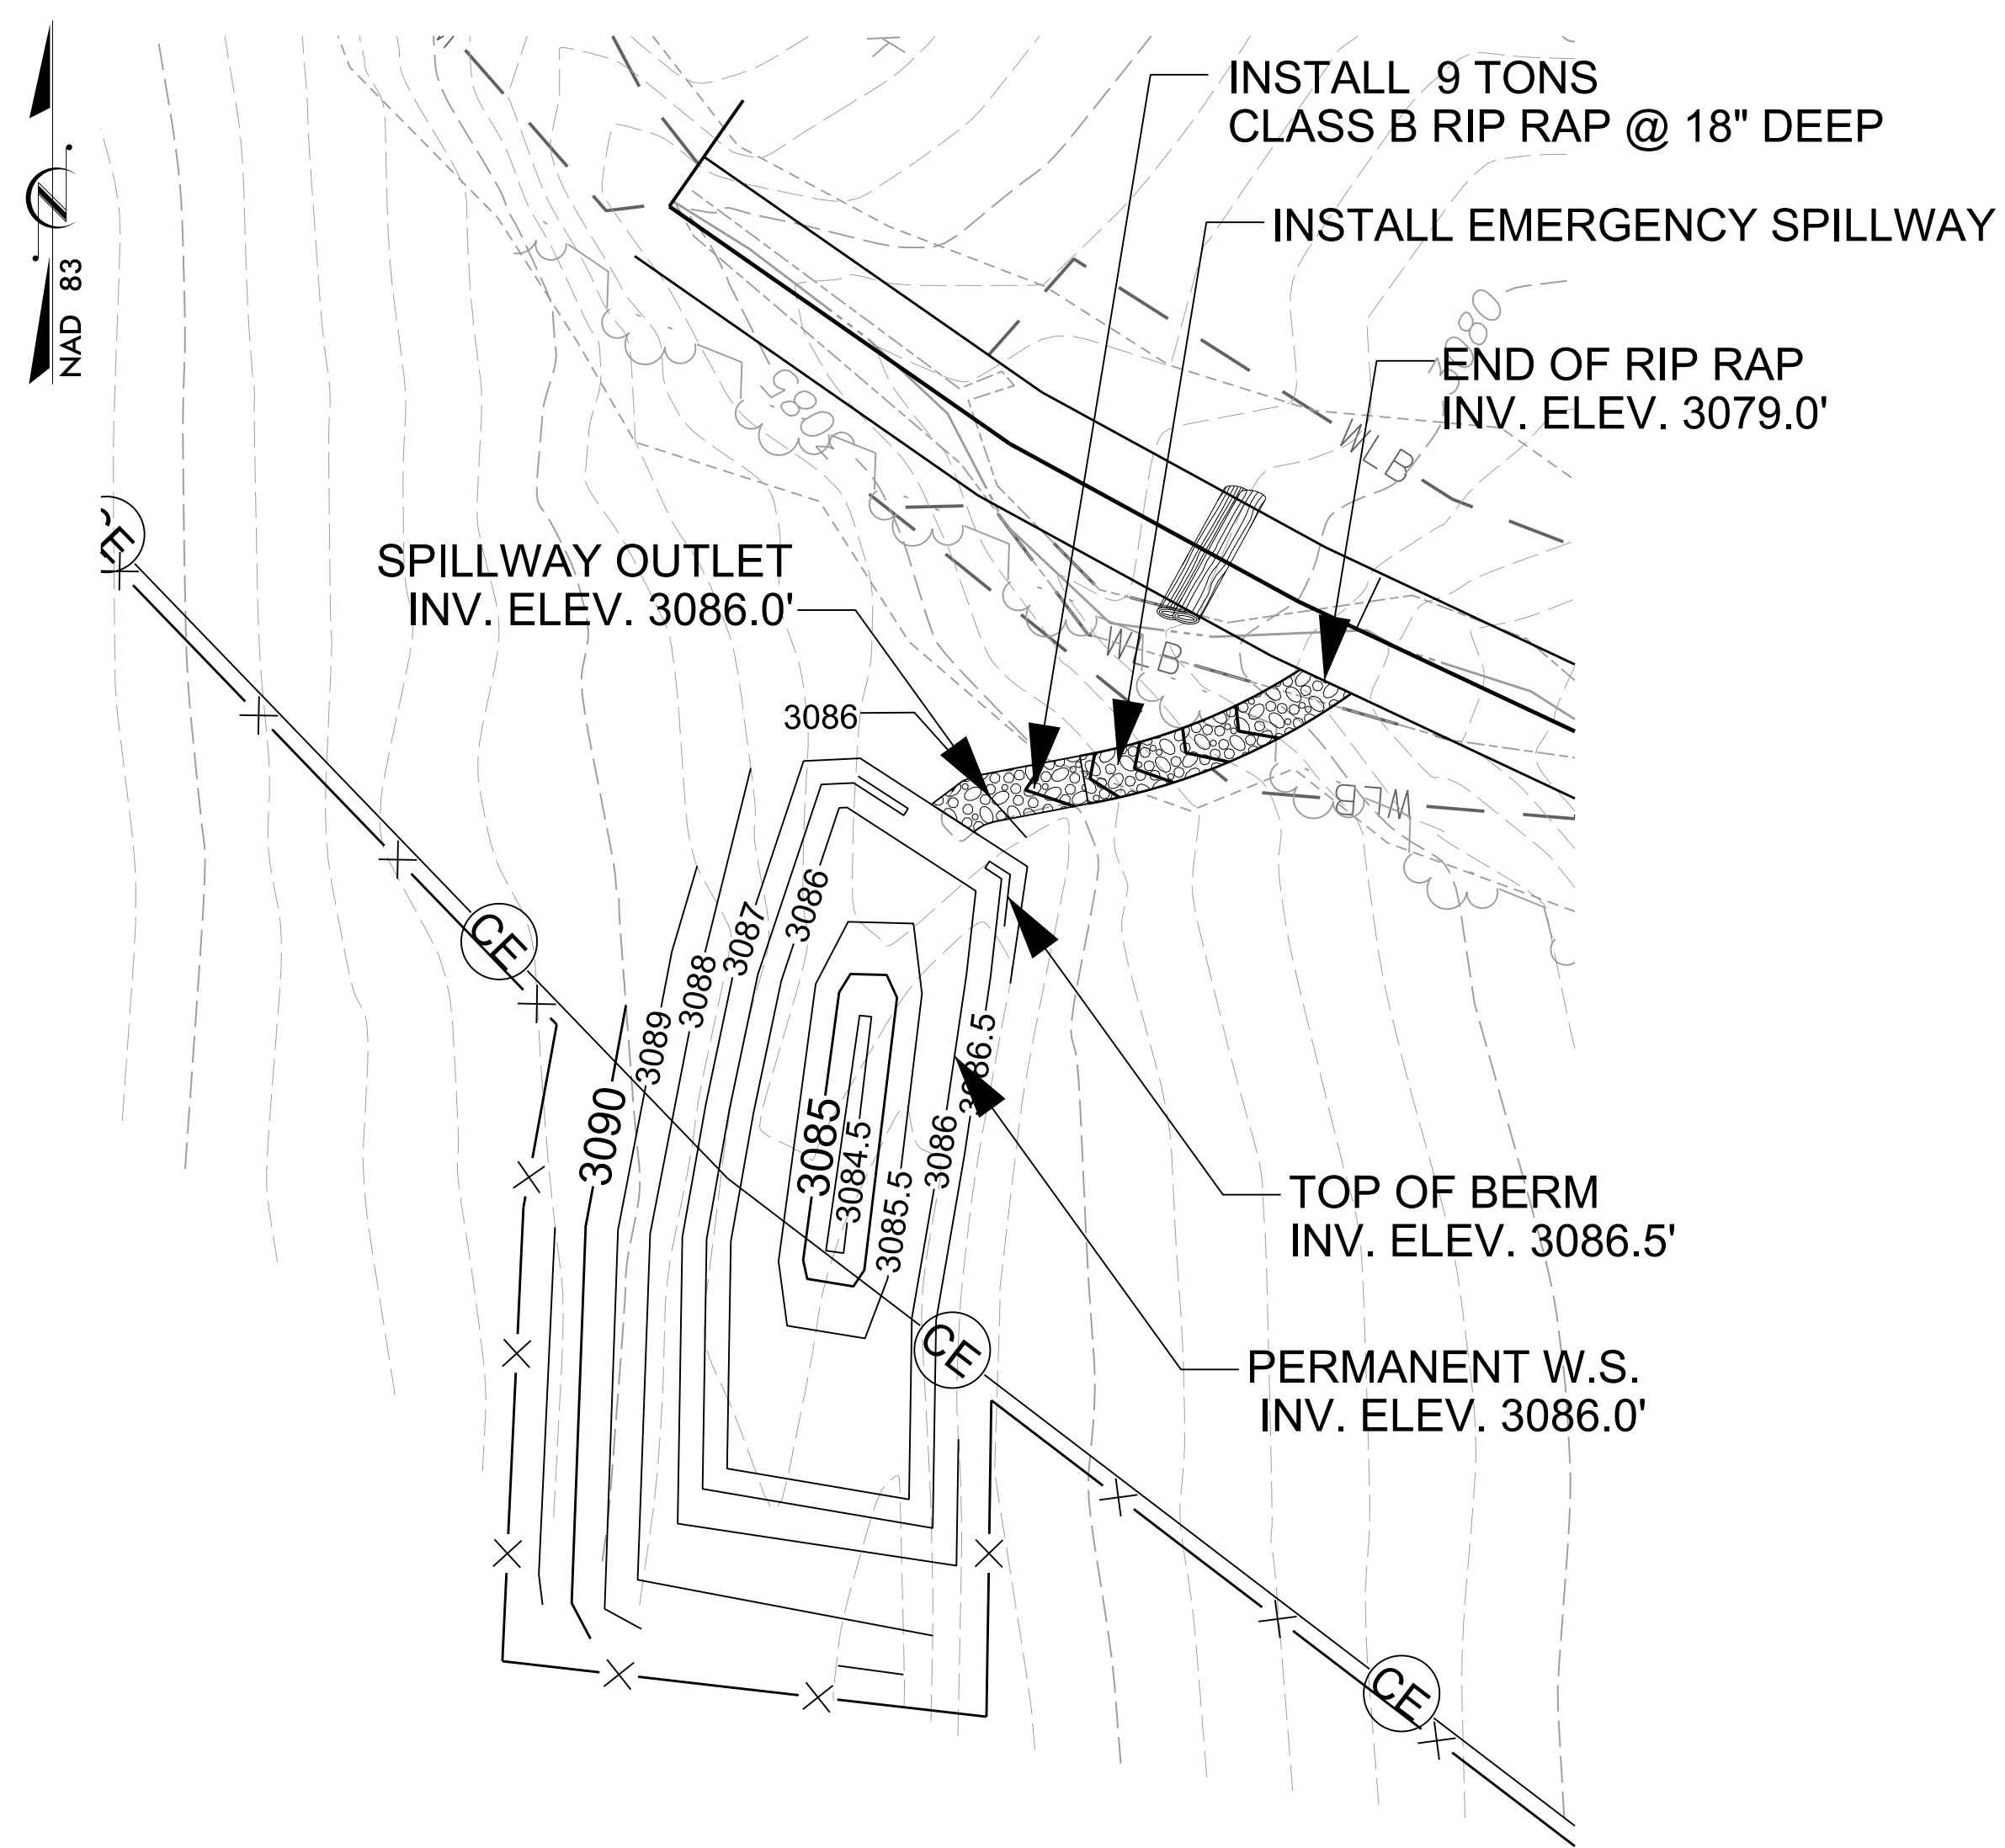 INSTALL 9 TONS
CLASS B RIP RAP @ 18" DEEP
INSTALL EMERGENCY SPILLWAY
NAD 83
3080
END OF RIP RAP
INV. ELEV. 3079.0'
3085
WLB
CE
SPILLWAY OUTLET
INV. ELEV. 3086.0'
WLB
3086
WLB
3086
3087
CE
3088
3089
3086.5
3090
3085
3084.5
3086
3085.5
TOP OF BERM
INV. ELEV. 3086.5'
CE
PERMANENT W.S.
INV. ELEV. 3086.0'
CE